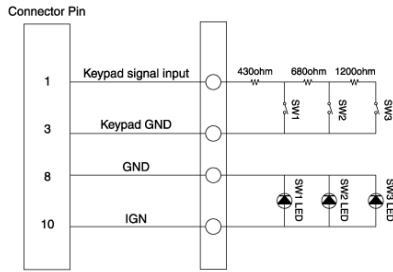 Connector Pin
1 Keypad signal input 430ohm 680ohm 1200ohm
SW1 SW2 SW3
3 Keypad GND
8 GND
SW1 LED SW2 LED SW3 LED
10 IGN